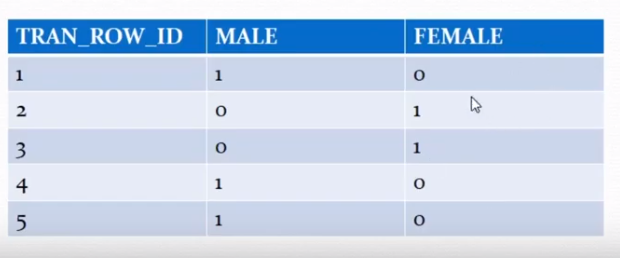 TRAN_ROW_ID MALE FEMALE
1 1 0
2 0 1
3 0 1
4 1 0
5 1 0